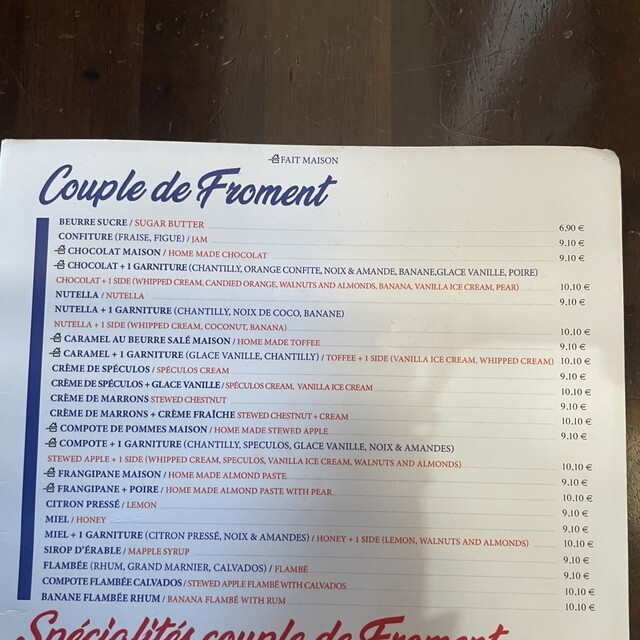 FAIT MAISON
Couple de Froment
BEURRE SUCRE / SUGAR BUTTER 6.90 €
CONFITURE (FRAISE, FIGUE) / JAM 9.10 €
CHOCOLAT MAISON / HOME MADE CHOCOLAT 9.10 €
CHOCOLAT + 1 GARNITURE (CHANTILLY, ORANGE CONFITE, NOIX & AMANDE, BANANE,GLACE VANILLE, POIRE)
CHOCOLAT + 1 SIDE (WHIPPED CREAM, CANDIED ORANGE, WALNUTS AND ALMONDS, BANANA, VANILLA ICE CREAM, PEAR) 10.10 €
NUTELLA / NUTELLA 9.10 €
NUTELLA + 1 GARNITURE (CHANTILLY, NOIX DE COCO, BANANE)
NUTELLA + 1 SIDE (WHIPPED CREAM, COCONUT, BANANA) 10.10 €
CARAMEL AU BEURRE SALÉ MAISON / HOME MADE TOFFEE 9.10 €
CARAMEL + 1 GARNITURE (GLACE VANILLE, CHANTILLY) / TOFFEE + 1 SIDE (VANILLA ICE CREAM, WHIPPED CREAM) 10.10 €
CRÈME DE SPÉCULOS / SPÉCULOS CREAM 9.10 €
CRÈME DE SPÉCULOS + GLACE VANILLE / SPÉCULOS CREAM, VANILLA ICE CREAM 10.10 €
CRÈME DE MARRONS STEWED CHESTNUT 9.10 €
CRÈME DE MARRONS + CRÈME FRAÎCHE STEWED CHESTNUT + CREAM 10.10 €
COMPOTE DE POMMES MAISON / HOME MADE STEWED APPLE 9.10 €
COMPOTE + 1 GARNITURE (CHANTILLY, SPECULOS, GLACE VANILLE, NOIX & AMANDES)
STEWED APPLE + 1 SIDE (WHIPPED CREAM, SPECULOS, VANILLA ICE CREAM, WALNUTS AND ALMONDS) 10.10 €
FRANGIPANE MAISON / HOME MADE ALMOND PASTE 9.10 €
FRANGIPANE + POIRE / HOME MADE ALMOND PASTE WITH PEAR 10.10 €
CITRON PRESSÉ / LEMON 9.10 €
MIEL / HONEY 9.10 €
MIEL + 1 GARNITURE (CITRON PRESSÉ, NOIX & AMANDES) / HONEY + 1 SIDE (LEMON, WALNUTS AND ALMONDS) 10.10 €
SIROP D'ÉRABLE / MAPPLE SYRUP 9.10 €
FLAMBÉE (RHUM, GRAND MARNIER, CALVADOS) / FLAMBÉ 9.10 €
COMPOTE FLAMBÉE CALVADOS / STEWED APPLE FLAMBÉ WITH CALVADOS 10.10 €
BANANE FLAMBÉE RHUM / BANANA FLAMBÉ WITH RUM 10.10 €
Spécialités couple de Froment